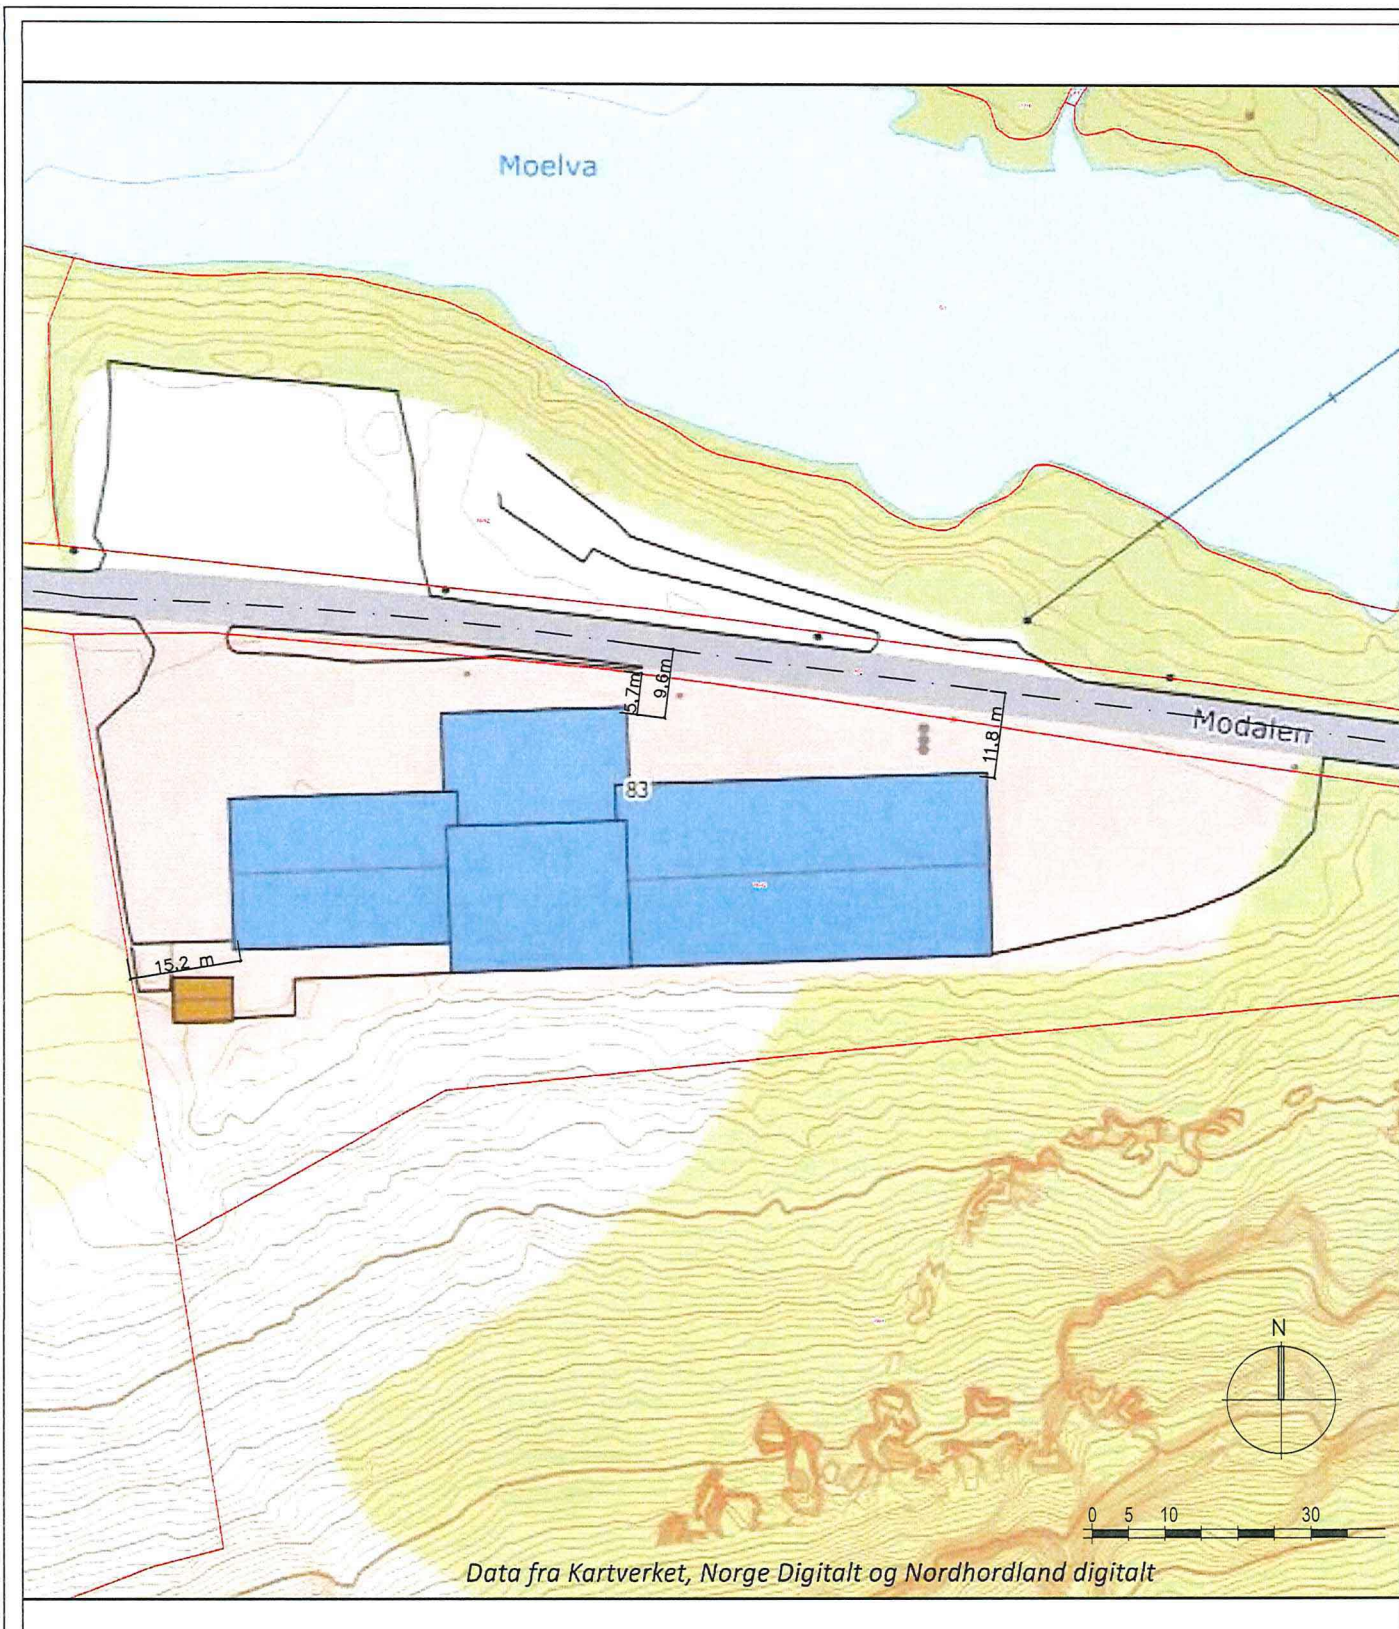 Moelva
5,7m
9,6m
11.8 m
Modalen
83
15,2 m
N
0 5 10 30
Data fra Kartverket, Norge Digitalt og Nordhordland digitalt